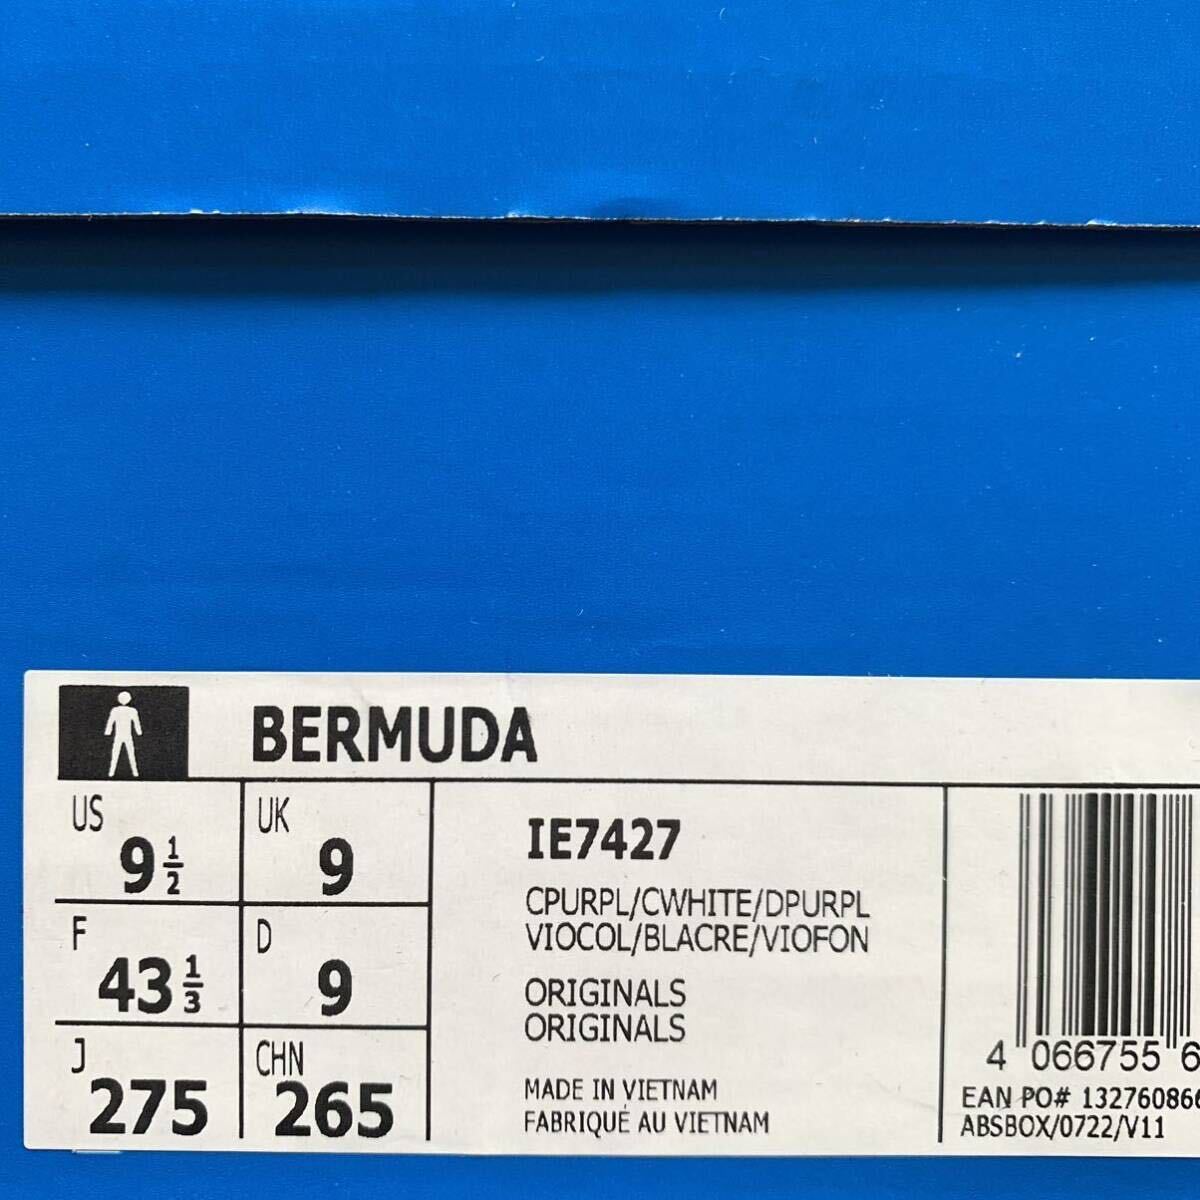 BERMUDA
US
9 1/2
UK
9
F
43 1/3
D
9
J
275
CHN
265
IE7427
CPURPL/CWHITE/DPURPL
VIOCOL/BLACRE/VIOFON
ORIGINALS
ORIGINALS
MADE IN VIETNAM
FABRIQUÉ AU VIETNAM
4 066755 6
EAN PO# 132760866
ABSBOX/0722/V11